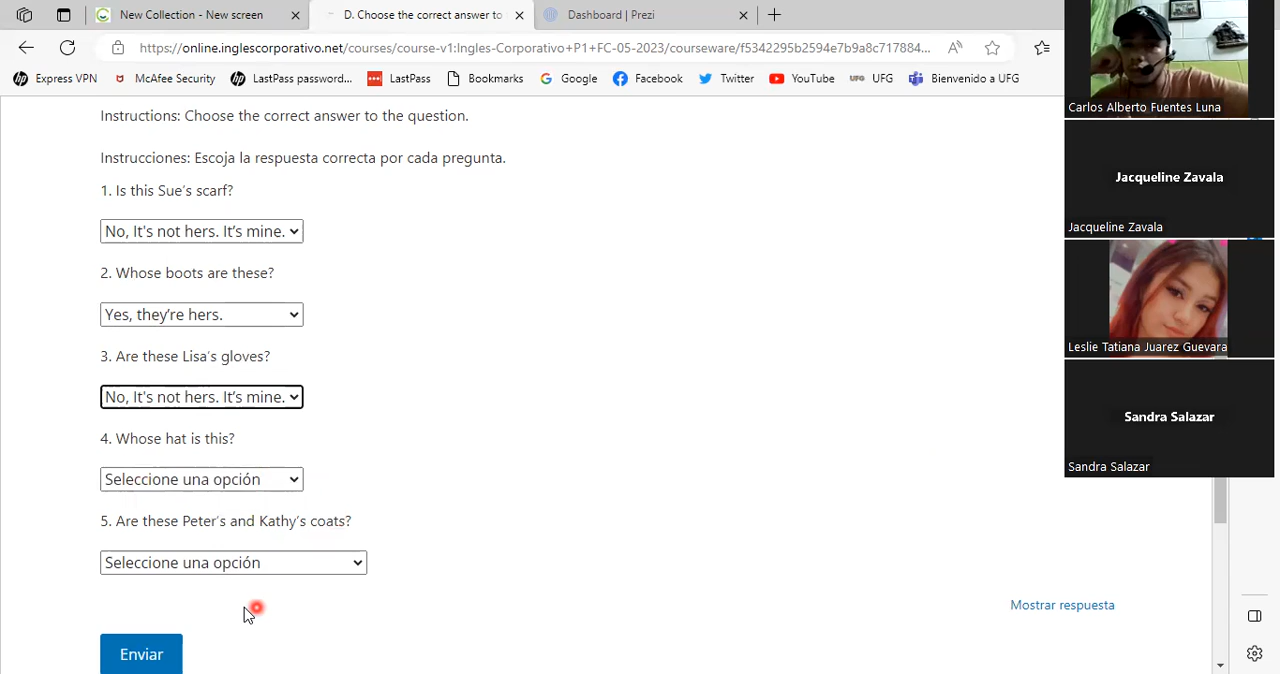 New Collection - New screen
D. Choose the correct answer to
Dashboard | Prezi
https://online.inglescorporativo.net/courses/course-v1:Ingles-Corporativo+P1+FC-05-2023/courseware/f5342295b2594e7b9a8c717884...
Express VPN
McAfee Security
LastPass password...
LastPass
Bookmarks
Google
Facebook
Twitter
YouTube
UFG
Bienvenido a UFG
Instructions: Choose the correct answer to the question.
Instrucciones: Escoja la respuesta correcta por cada pregunta.
1. Is this Sue's scarf?
No, It's not hers. It's mine.
2. Whose boots are these?
Yes, they're hers.
3. Are these Lisa's gloves?
No, It's not hers. It's mine.
4. Whose hat is this?
Seleccione una opción
5. Are these Peter's and Kathy's coats?
Seleccione una opción
Mostrar respuesta
Enviar
Carlos Alberto Fuentes Luna
Jacqueline Zavala
Jacqueline Zavala
Leslie Tatiana Juarez Guevara
Sandra Salazar
Sandra Salazar